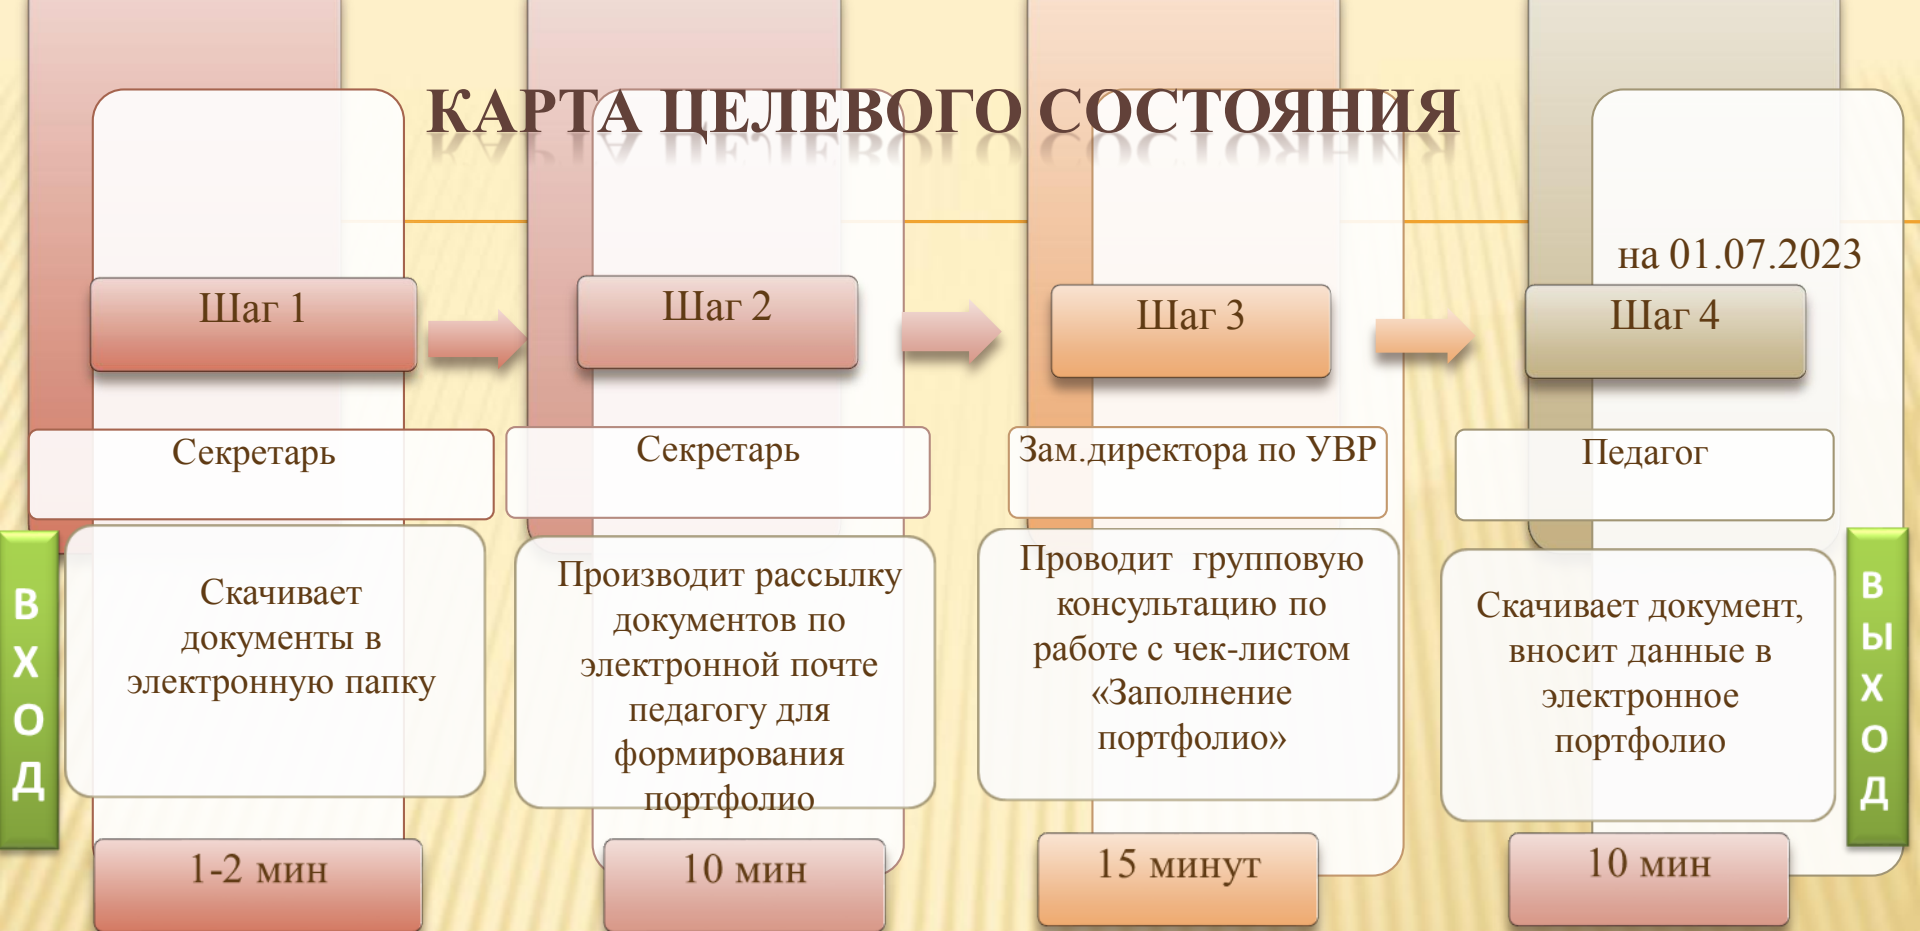 КАРТА ЦЕЛЕВОГО СОСТОЯНИЯ
на 01.07.2023
Шаг 1
Шаг 2
Шаг 3
Шаг 4
Секретарь
Секретарь
Зам.директора по УВР
Педагог
ВХОД
Скачивает
документы в
электронную папку
Производит рассылку
документов по
электронной почте
педагогу для
формирования
портфолио
Проводит  групповую
консультацию по
работе с чек-листом
«Заполнение
портфолио»
Скачивает документ,
вносит данные в
электронное
портфолио
ВЫХОД
1-2 мин
10 мин
15 минут
10 мин